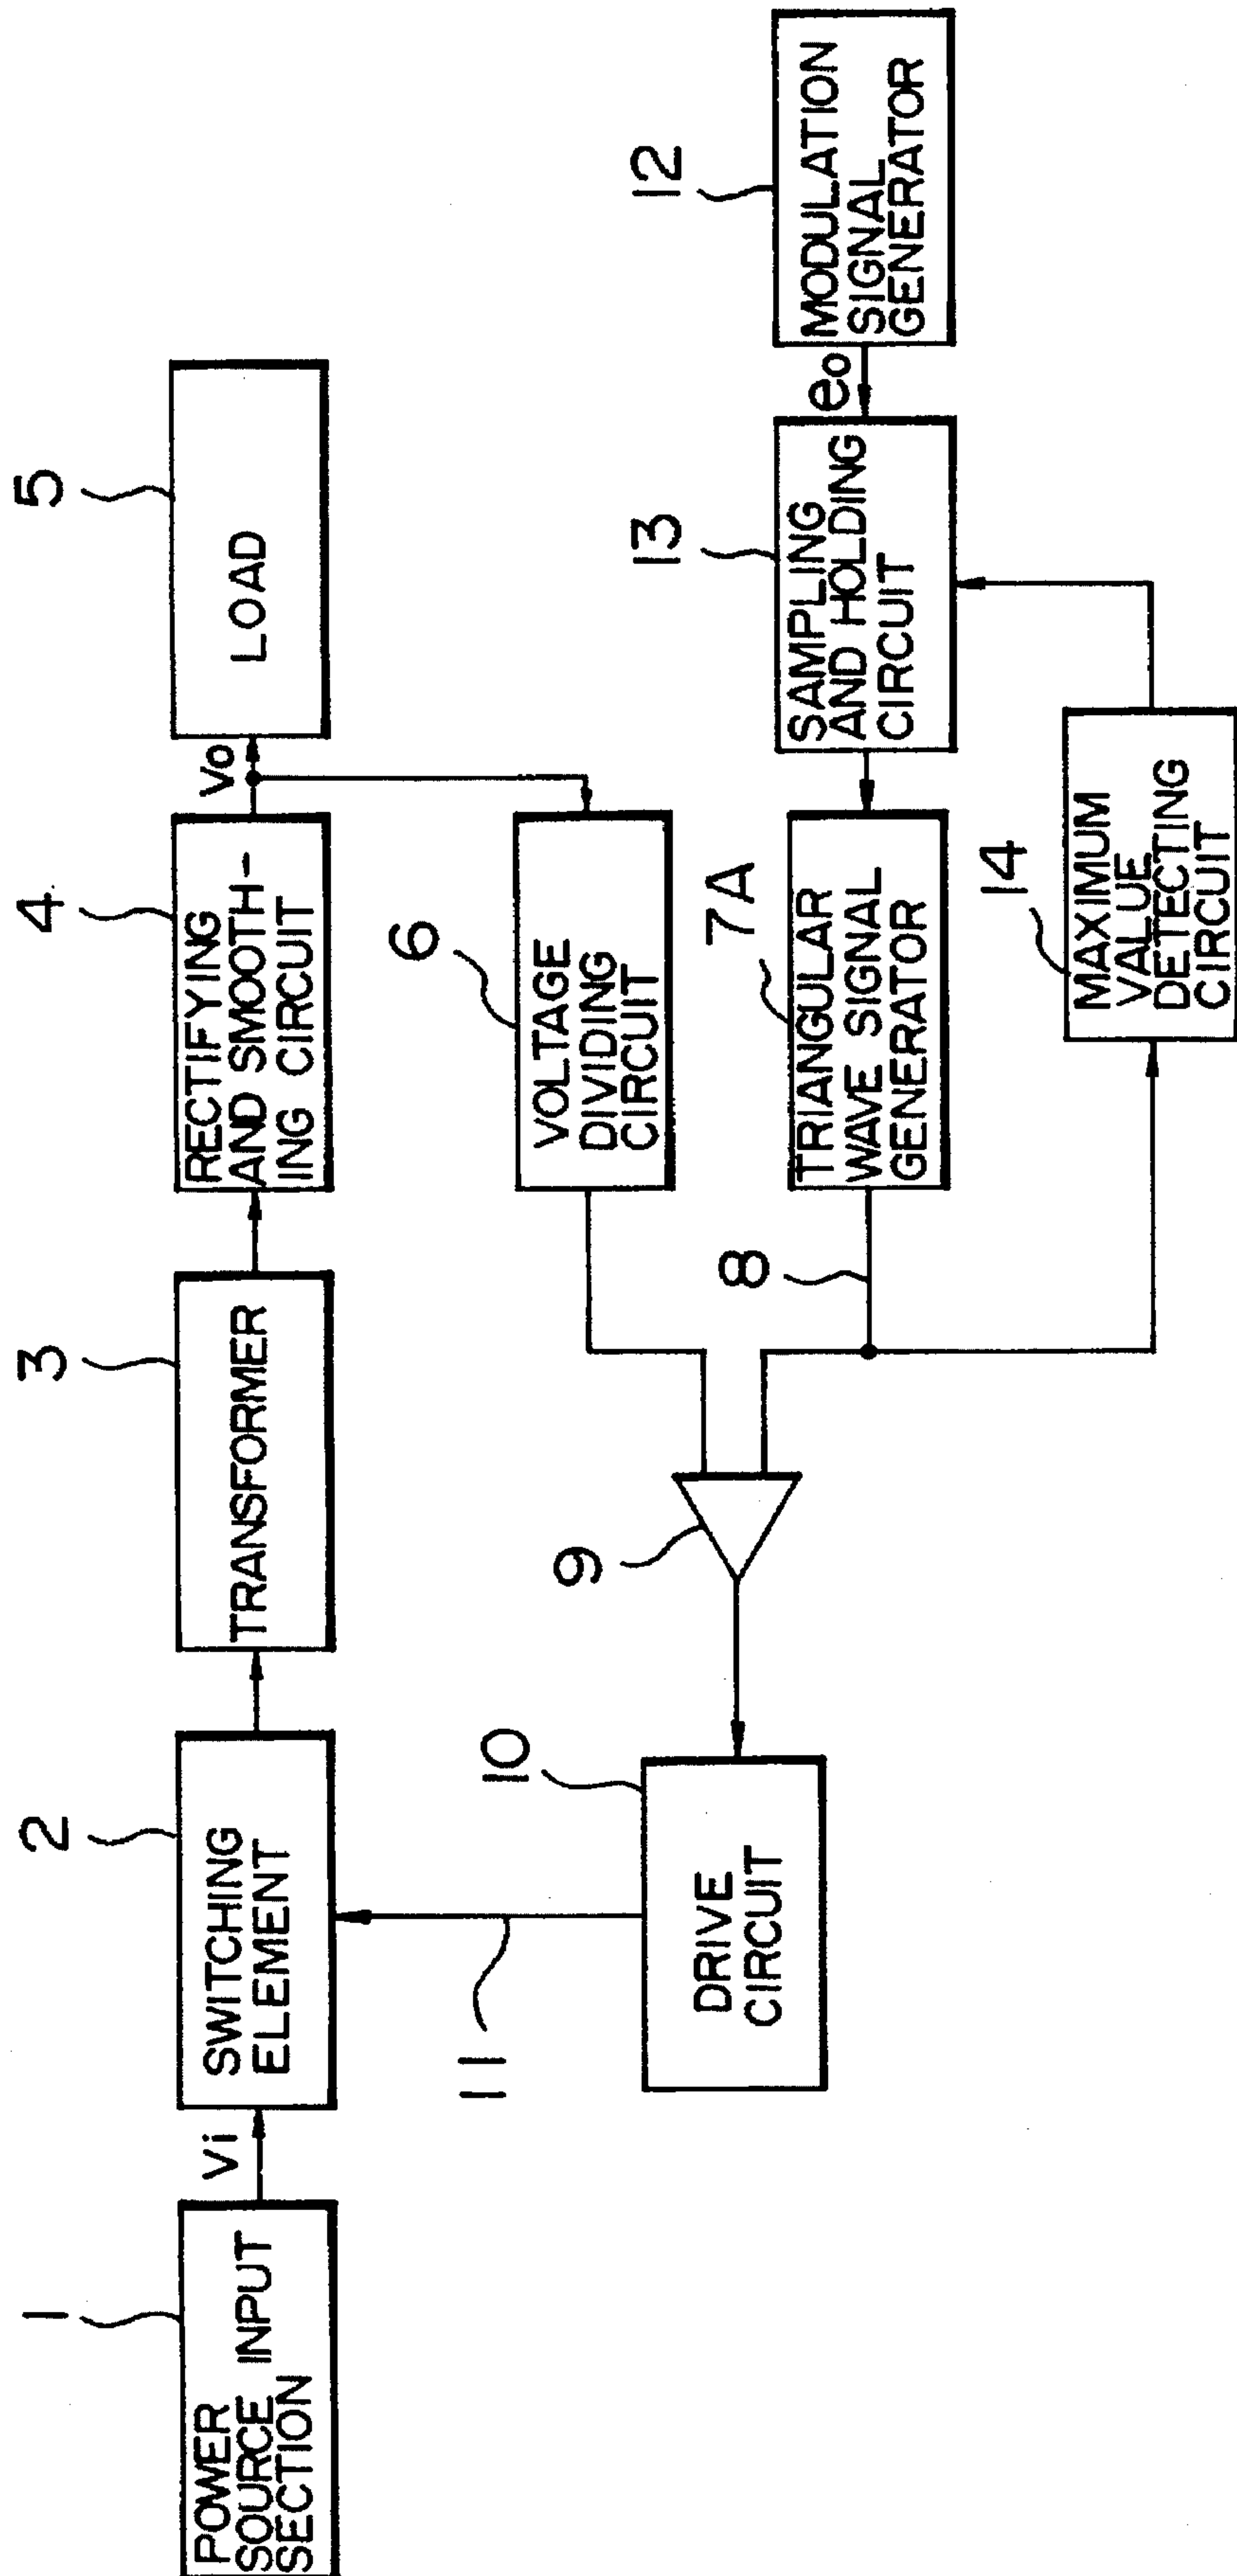 1
POWER
SOURCE INPUT
SECTION
Vi
2
SWITCHING
ELEMENT
3
TRANSFORMER
4
RECTIFYING
AND SMOOTH-
ING CIRCUIT
Vo
5
LOAD
11
10
DRIVE
CIRCUIT
9
6
VOLTAGE
DIVIDING
CIRCUIT
8
7A
TRIANGULAR
WAVE SIGNAL
GENERATOR
13
SAMPLING
AND HOLDING
CIRCUIT
eo
12
MODULATION
SIGNAL
GENERATOR
14
MAXIMUM
VALUE
DETECTING
CIRCUIT